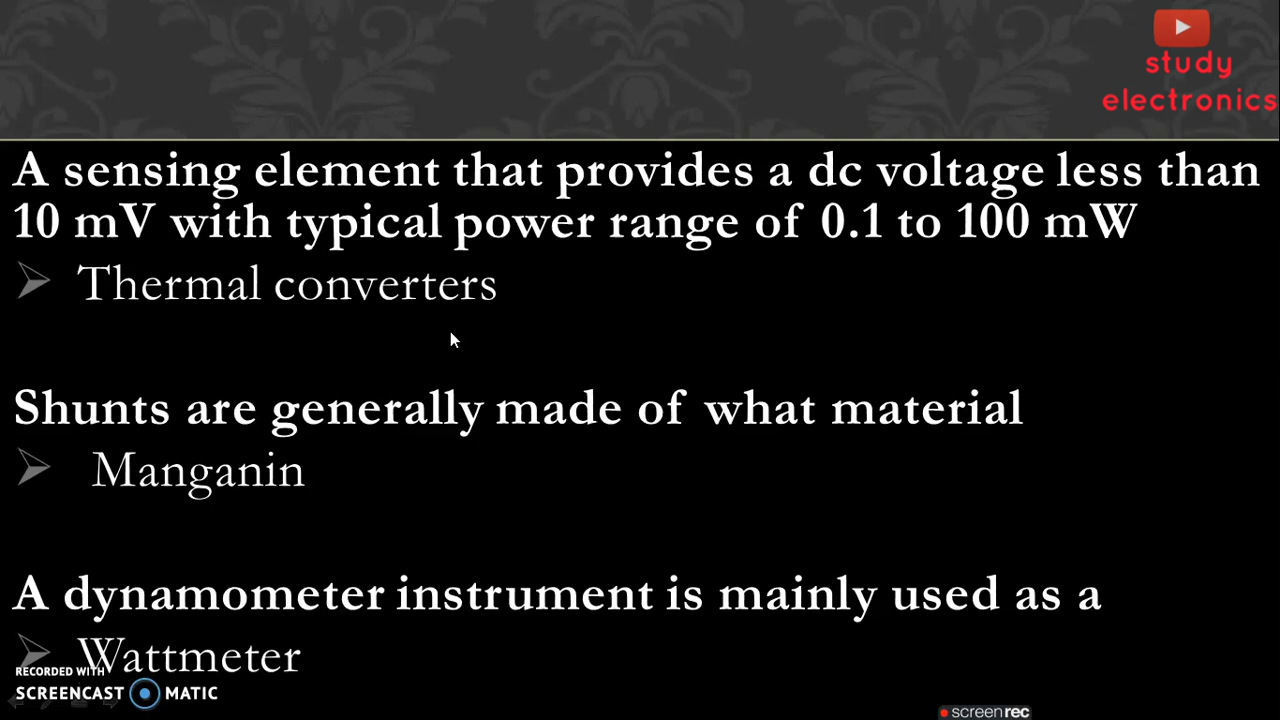 study
electronics
A sensing element that provides a dc voltage less than
10 mV with typical power range of 0.1 to 100 mW
Thermal converters
Shunts are generally made of what material
Manganin
A dynamometer instrument is mainly used as a
Wattmeter
RECORDED WITH
SCREENCAST MATIC
screenrec